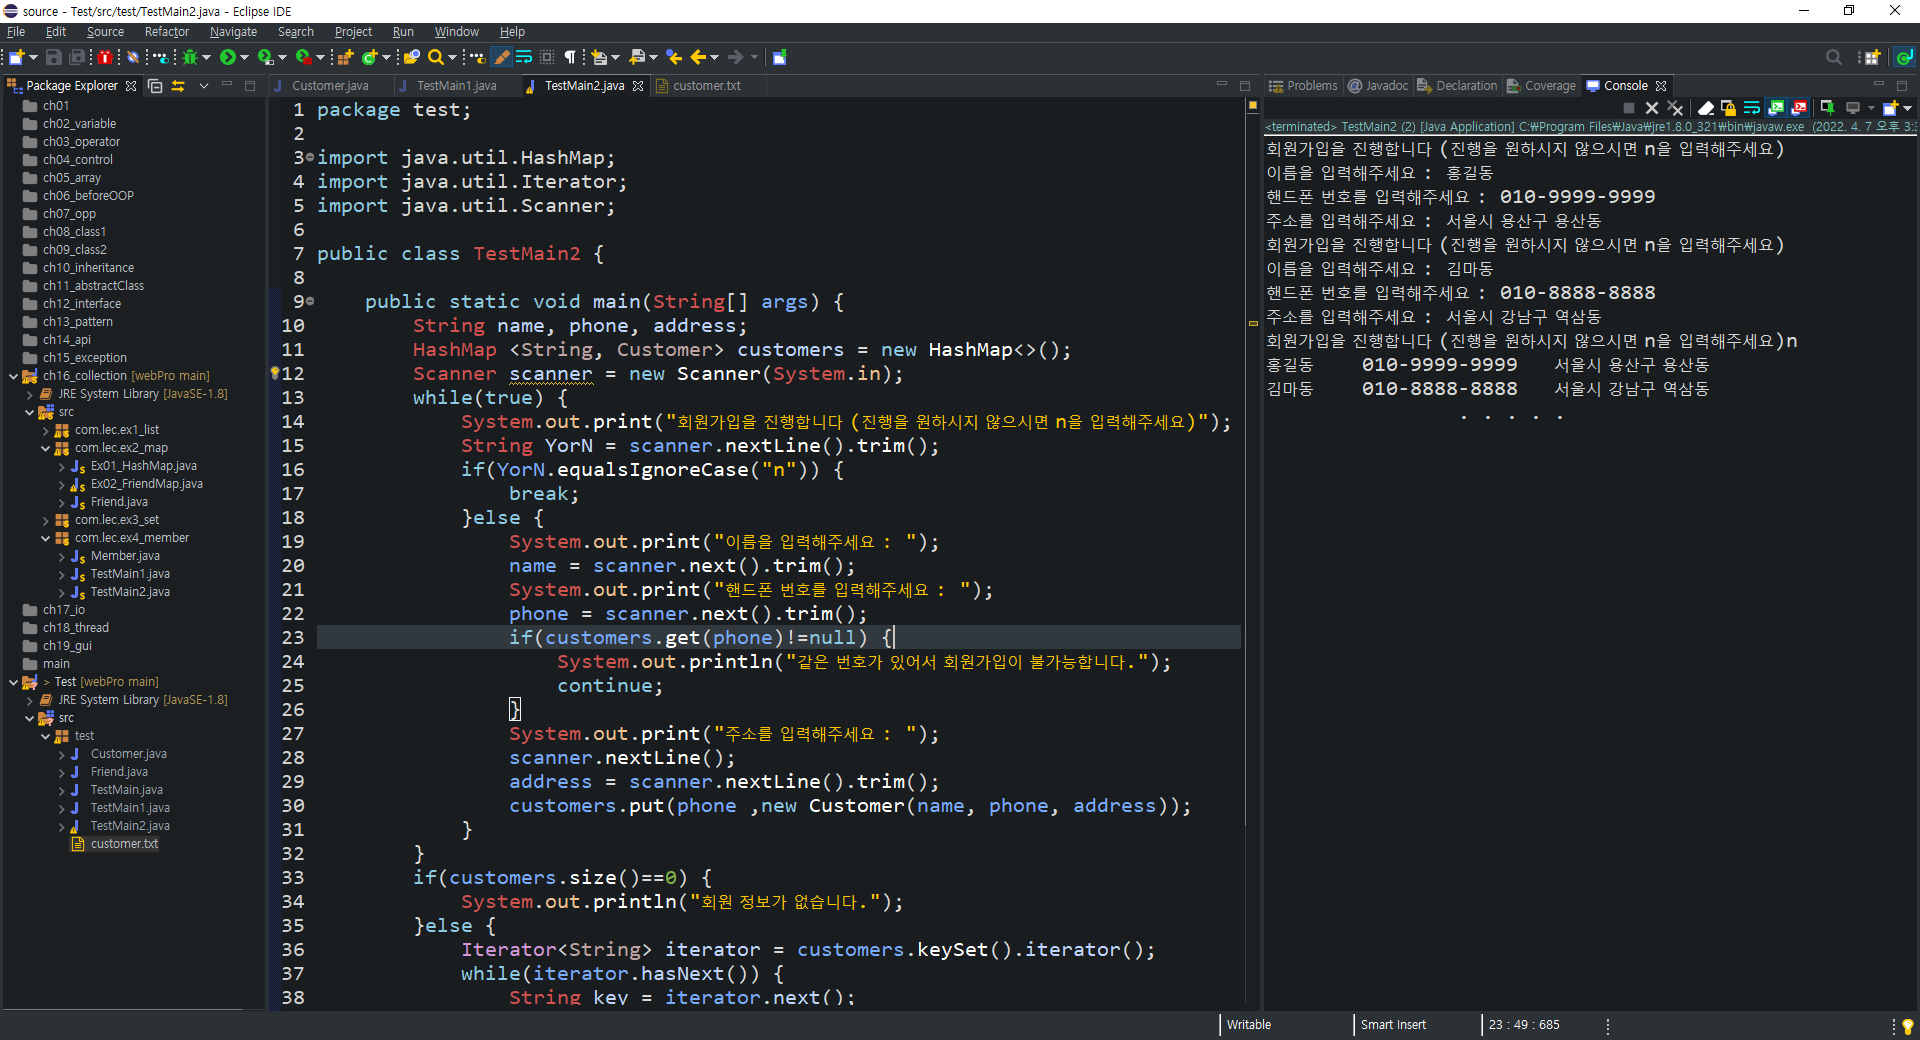 source - Test/src/test/TestMain2.java - Eclipse IDE
File Edit Source Refactor Navigate Search Project Run Window Help
Package Explorer
ch01
ch02_variable
ch03_operator
ch04_control
ch05_array
ch06_beforeOOP
ch07_opp
ch08_class1
ch09_class2
ch10_inheritance
ch11_abstractClass
ch12_interface
ch13_pattern
ch14_api
ch15_exception
ch16_collection [webPro main]
JRE System Library [JavaSE-1.8]
src
com.lec.ex1_list
com.lec.ex2_map
Ex01_HashMap.java
Ex02_FriendMap.java
Friend.java
com.lec.ex3_set
com.lec.ex4_member
Member.java
TestMain1.java
TestMain2.java
ch17_io
ch18_thread
ch19_gui
main
> Test [webPro main]
JRE System Library [JavaSE-1.8]
src
test
Customer.java
Friend.java
TestMain.java
TestMain1.java
TestMain2.java
customer.txt
Customer.java TestMain1.java TestMain2.java customer.txt
1 package test;
2
3 import java.util.HashMap;
4 import java.util.Iterator;
5 import java.util.Scanner;
6
7 public class TestMain2 {
8
9 public static void main(String[] args) {
10 String name, phone, address;
11 HashMap <String, Customer> customers = new HashMap<>();
12 Scanner scanner = new Scanner(System.in);
13 while(true) {
14 System.out.print("회원가입을 진행합니다 (진행을 원하시지 않으시면 n을 입력해주세요)");
15 String YorN = scanner.nextLine().trim();
16 if(YorN.equalsIgnoreCase("n")) {
17 break;
18 }else {
19 System.out.print("이름을 입력해주세요 : ");
20 name = scanner.next().trim();
21 System.out.print("핸드폰 번호를 입력해주세요 : ");
22 phone = scanner.next().trim();
23 if(customers.get(phone)!=null) {
24 System.out.println("같은 번호가 있어서 회원가입이 불가능합니다.");
25 continue;
26 }
27 System.out.print("주소를 입력해주세요 : ");
28 scanner.nextLine();
29 address = scanner.nextLine().trim();
30 customers.put(phone ,new Customer(name, phone, address));
31 }
32 }
33 if(customers.size()==0) {
34 System.out.println("회원 정보가 없습니다.");
35 }else {
36 Iterator<String> iterator = customers.keySet().iterator();
37 while(iterator.hasNext()) {
38 String key = iterator.next();
Problems Javadoc Declaration Coverage Console
<terminated> TestMain2 (2) [Java Application] C:₩Program Files₩Java₩jre1.8.0_321₩bin₩javaw.exe (2022. 4. 7 오후 3:3
회원가입을 진행합니다 (진행을 원하시지 않으시면 n을 입력해주세요)
이름을 입력해주세요 : 홍길동
핸드폰 번호를 입력해주세요 : 010-9999-9999
주소를 입력해주세요 : 서울시 용산구 용산동
회원가입을 진행합니다 (진행을 원하시지 않으시면 n을 입력해주세요)
이름을 입력해주세요 : 김마동
핸드폰 번호를 입력해주세요 : 010-8888-8888
주소를 입력해주세요 : 서울시 강남구 역삼동
회원가입을 진행합니다 (진행을 원하시지 않으시면 n을 입력해주세요)n
홍길동 010-9999-9999 서울시 용산구 용산동
김마동 010-8888-8888 서울시 강남구 역삼동
. . . . .
Writable Smart Insert 23 : 49 : 685